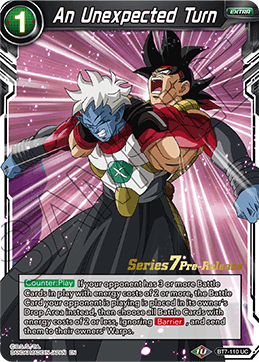 1
An Unexpected Turn
EXTRA
Series 7 Pre-Release
Counter:Play If your opponent has 3 or more Battle
Cards in play with energy costs of 2 or more, the Battle
Card your opponent is playing is placed in its owner's
Drop Area instead, then choose all Battle Cards with
energy costs of 2 or less, ignoring Barrier, and send
them to their owners' Warps.
BT7-110 UC